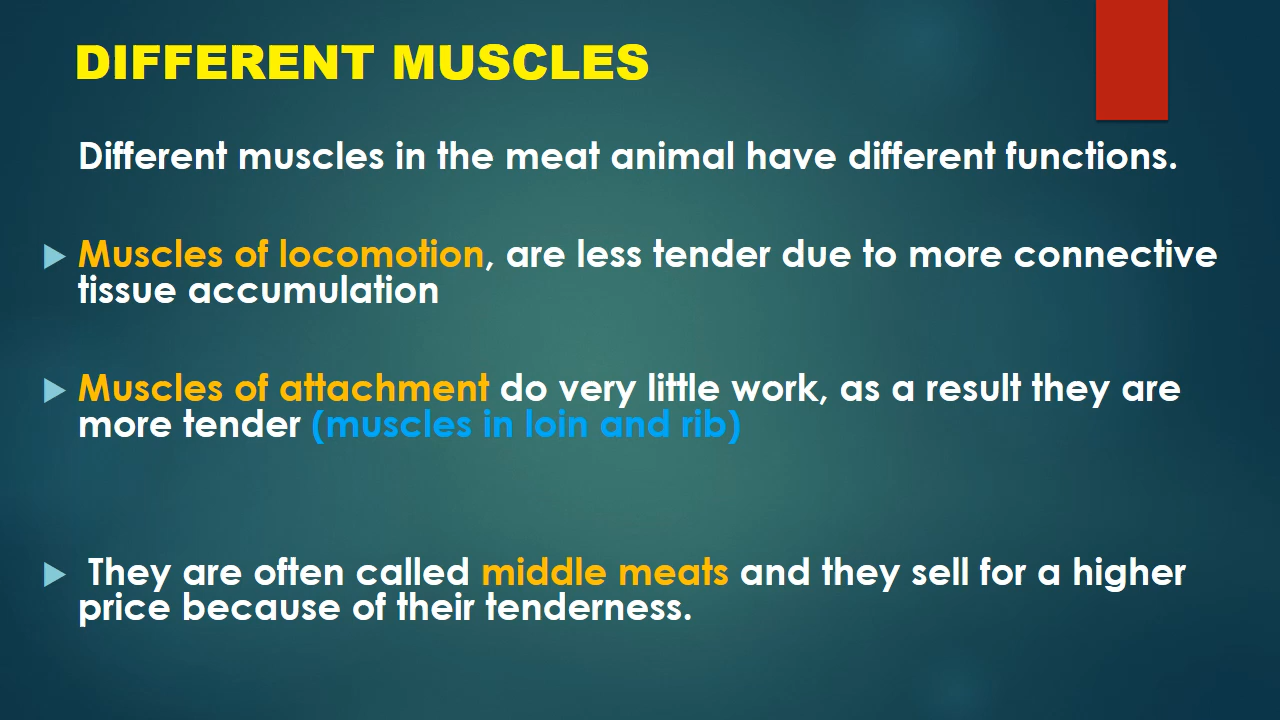 DIFFERENT MUSCLES
Different muscles in the meat animal have different functions.
Muscles of locomotion, are less tender due to more connective
tissue accumulation
Muscles of attachment do very little work, as a result they are
more tender (muscles in loin and rib)
They are often called middle meats and they sell for a higher
price because of their tenderness.